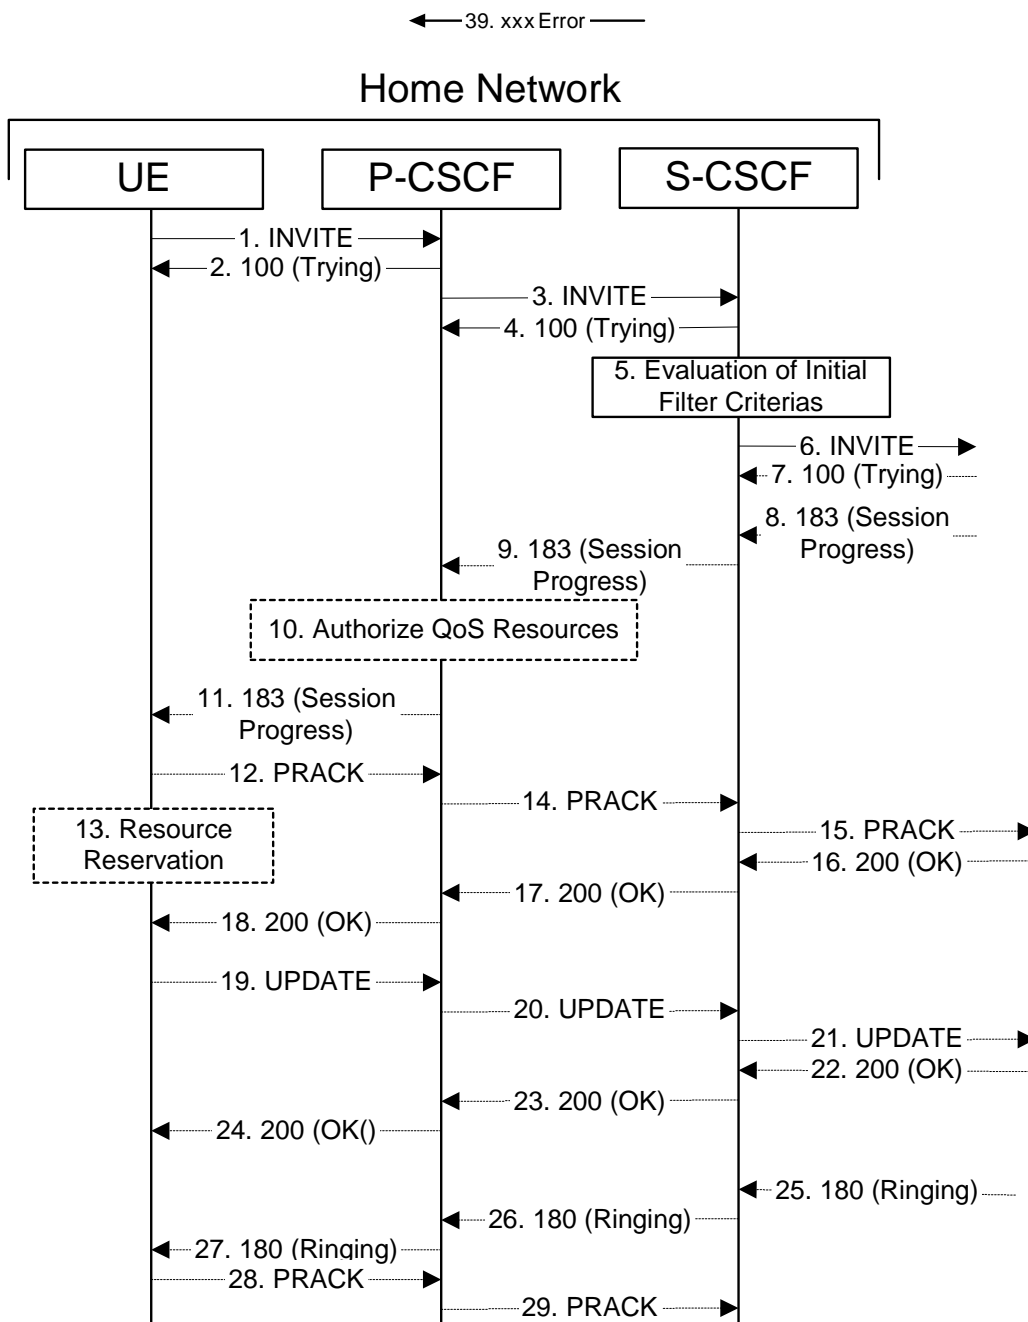 39. xxx Error
Home Network
UE
P-CSCF
S-CSCF
1. INVITE
2. 100 (Trying)
3. INVITE
4. 100 (Trying)
5. Evaluation of Initial
Filter Criterias
6. INVITE
7. 100 (Trying)
8. 183 (Session
Progress)
9. 183 (Session
Progress)
10. Authorize QoS Resources
11. 183 (Session
Progress)
12. PRACK
13. Resource
Reservation
14. PRACK
15. PRACK
16. 200 (OK)
17. 200 (OK)
18. 200 (OK)
19. UPDATE
20. UPDATE
21. UPDATE
22. 200 (OK)
23. 200 (OK)
24. 200 (OK()
25. 180 (Ringing)
26. 180 (Ringing)
27. 180 (Ringing)
28. PRACK
29. PRACK